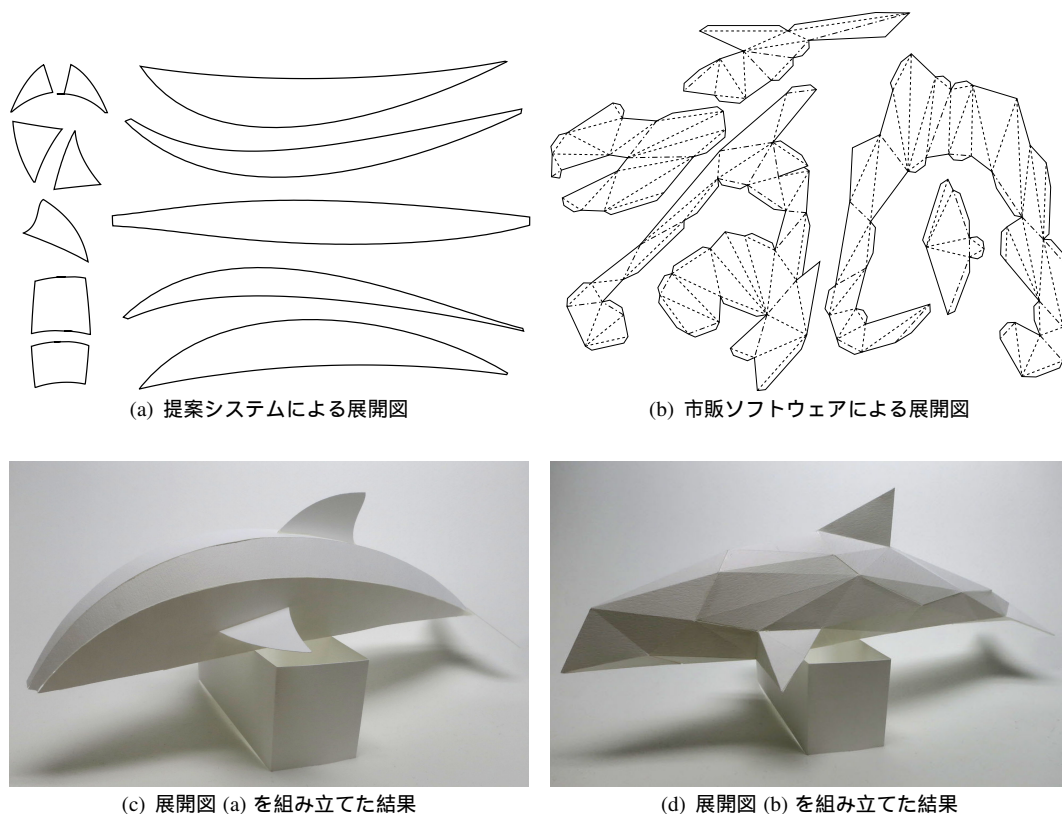 (a) 提案システムによる展開図
(b) 市販ソフトウェアによる展開図
(c) 展開図 (a) を組み立てた結果
(d) 展開図 (b) を組み立てた結果